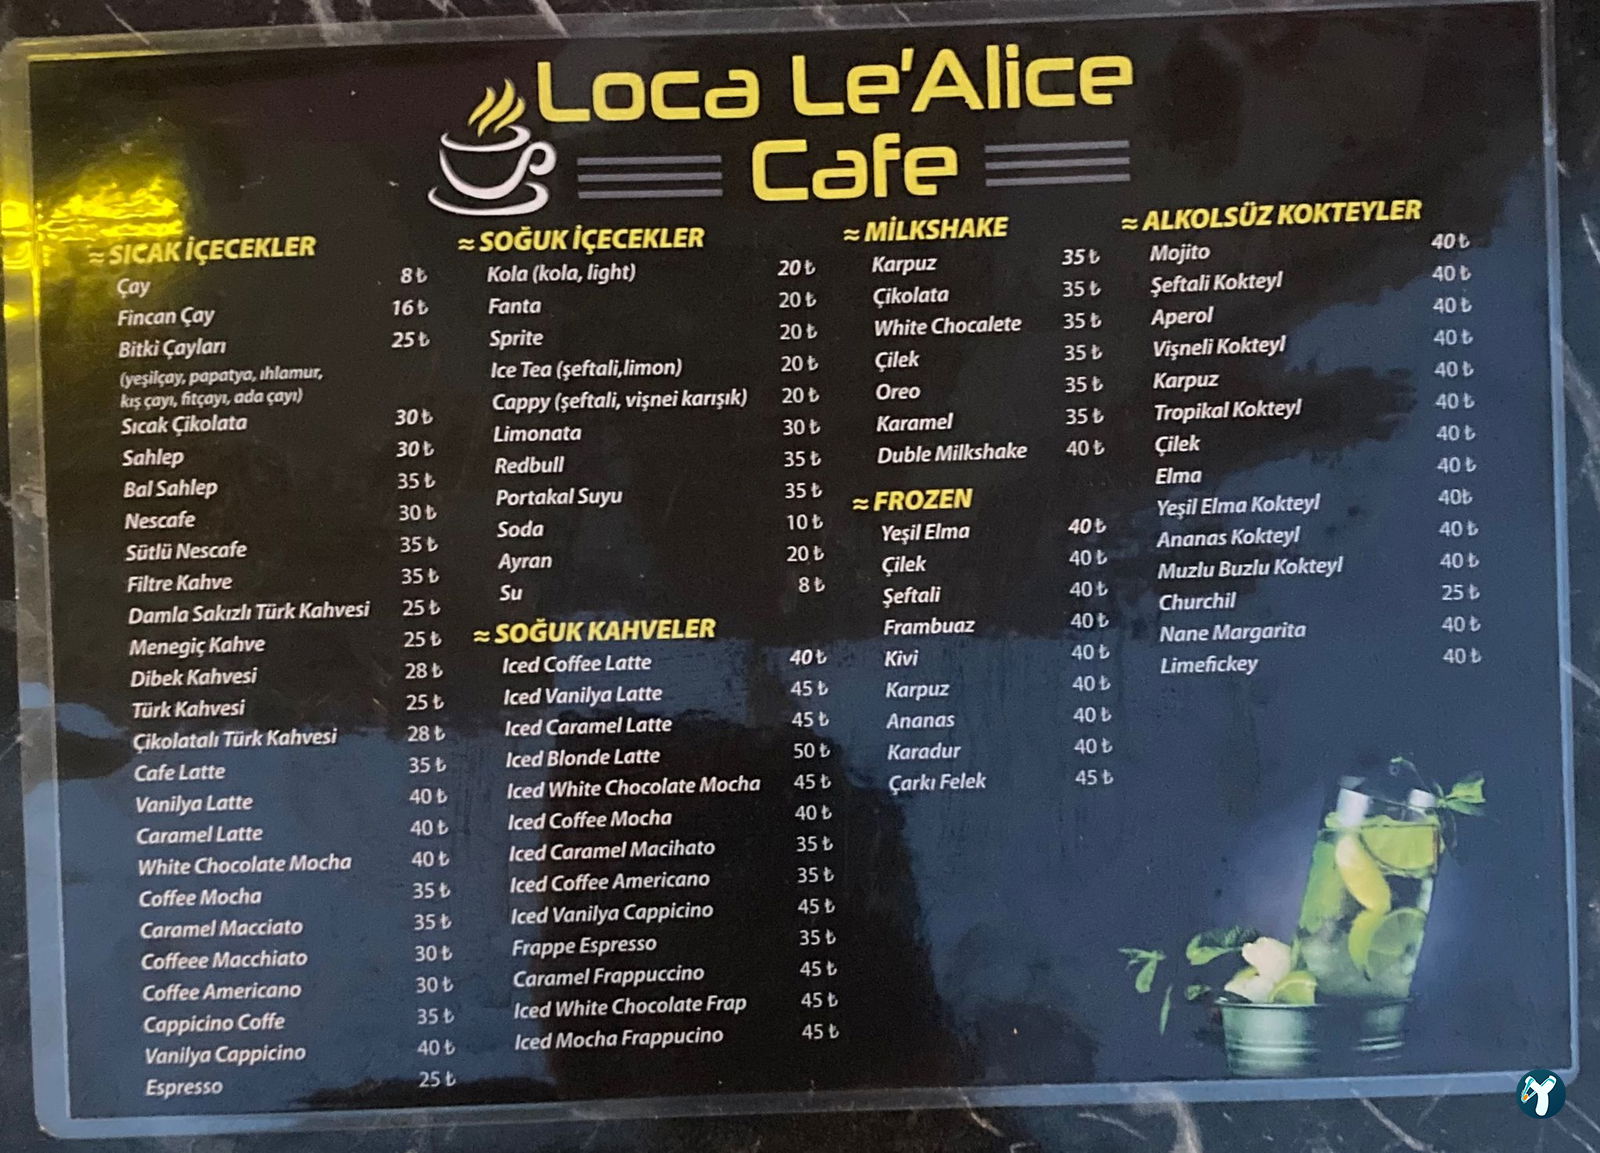 Loca Le'Alice
Cafe
≈ SICAK İÇECEKLER
Çay 8 ₺
Fincan Çay 16 ₺
Bitki Çayları 25 ₺
(yeşilçay, papatya, ıhlamur,
kış çayı, fitçayı, ada çayı)
Sıcak Çikolata 30 ₺
Sahlep 30 ₺
Bal Sahlep 35 ₺
Nescafe 30 ₺
Sütlü Nescafe 35 ₺
Filtre Kahve 35 ₺
Damla Sakızlı Türk Kahvesi 25 ₺
Menegiç Kahve 25 ₺
Dibek Kahvesi 28 ₺
Türk Kahvesi 25 ₺
Çikolatalı Türk Kahvesi 28 ₺
Cafe Latte 35 ₺
Vanilya Latte 40 ₺
Caramel Latte 40 ₺
White Chocolate Mocha 40 ₺
Coffee Mocha 35 ₺
Caramel Macciato 35 ₺
Coffeee Macchiato 30 ₺
Coffee Americano 30 ₺
Cappicino Coffe 35 ₺
Vanilya Cappicino 40 ₺
Espresso 25 ₺
≈ SOĞUK İÇECEKLER
Kola (kola, light) 20 ₺
Fanta 20 ₺
Sprite 20 ₺
Ice Tea (şeftali,limon) 20 ₺
Cappy (şeftali, vişnei karışık) 20 ₺
Limonata 30 ₺
Redbull 35 ₺
Portakal Suyu 35 ₺
Soda 10 ₺
Ayran 20 ₺
Su 8 ₺
≈ SOĞUK KAHVELER
Iced Coffee Latte 40 ₺
Iced Vanilya Latte 45 ₺
Iced Caramel Latte 45 ₺
Iced Blonde Latte 50 ₺
Iced White Chocolate Mocha 45 ₺
Iced Coffee Mocha 40 ₺
Iced Caramel Macihato 35 ₺
Iced Coffee Americano 35 ₺
Iced Vanilya Cappicino 45 ₺
Frappe Espresso 35 ₺
Caramel Frappuccino 45 ₺
Iced White Chocolate Frap 45 ₺
Iced Mocha Frappucino 45 ₺
≈ MİLKSHAKE
Karpuz 35 ₺
Çikolata 35 ₺
White Chocalete 35 ₺
Çilek 35 ₺
Oreo 35 ₺
Karamel 35 ₺
Duble Milkshake 40 ₺
≈ FROZEN
Yeşil Elma 40 ₺
Çilek 40 ₺
Şeftali 40 ₺
Frambuaz 40 ₺
Kivi 40 ₺
Karpuz 40 ₺
Ananas 40 ₺
Karadur 40 ₺
Çarkı Felek 45 ₺
≈ ALKOLSÜZ KOKTEYLER
Mojito 40 ₺
Şeftali Kokteyl 40 ₺
Aperol 40 ₺
Vişneli Kokteyl 40 ₺
Karpuz 40 ₺
Tropikal Kokteyl 40 ₺
Çilek 40 ₺
Elma 40 ₺
Yeşil Elma Kokteyl 40₺
Ananas Kokteyl 40 ₺
Muzlu Buzlu Kokteyl 40 ₺
Churchil 25 ₺
Nane Margarita 40 ₺
Limefickey 40 ₺